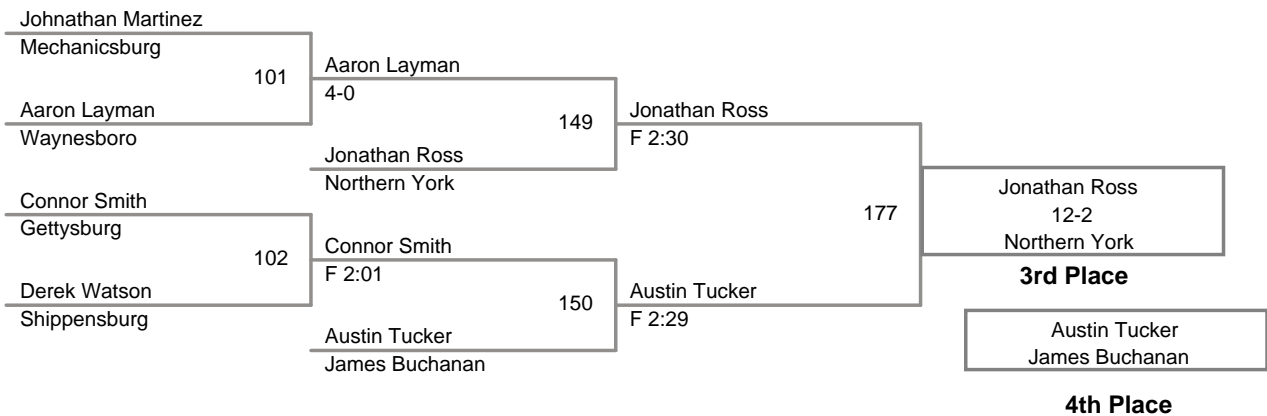 Johnathan Martinez
Mechanicsburg
101
Aaron Layman
Waynesboro
Connor Smith
Gettysburg
102
Derek Watson
Shippensburg
Aaron Layman
4-0
149
Jonathan Ross
Northern York
Connor Smith
F 2:01
150
Austin Tucker
James Buchanan
Jonathan Ross
F 2:30
177
Austin Tucker
F 2:29
Jonathan Ross
12-2
Northern York
3rd Place
Austin Tucker
James Buchanan
4th Place